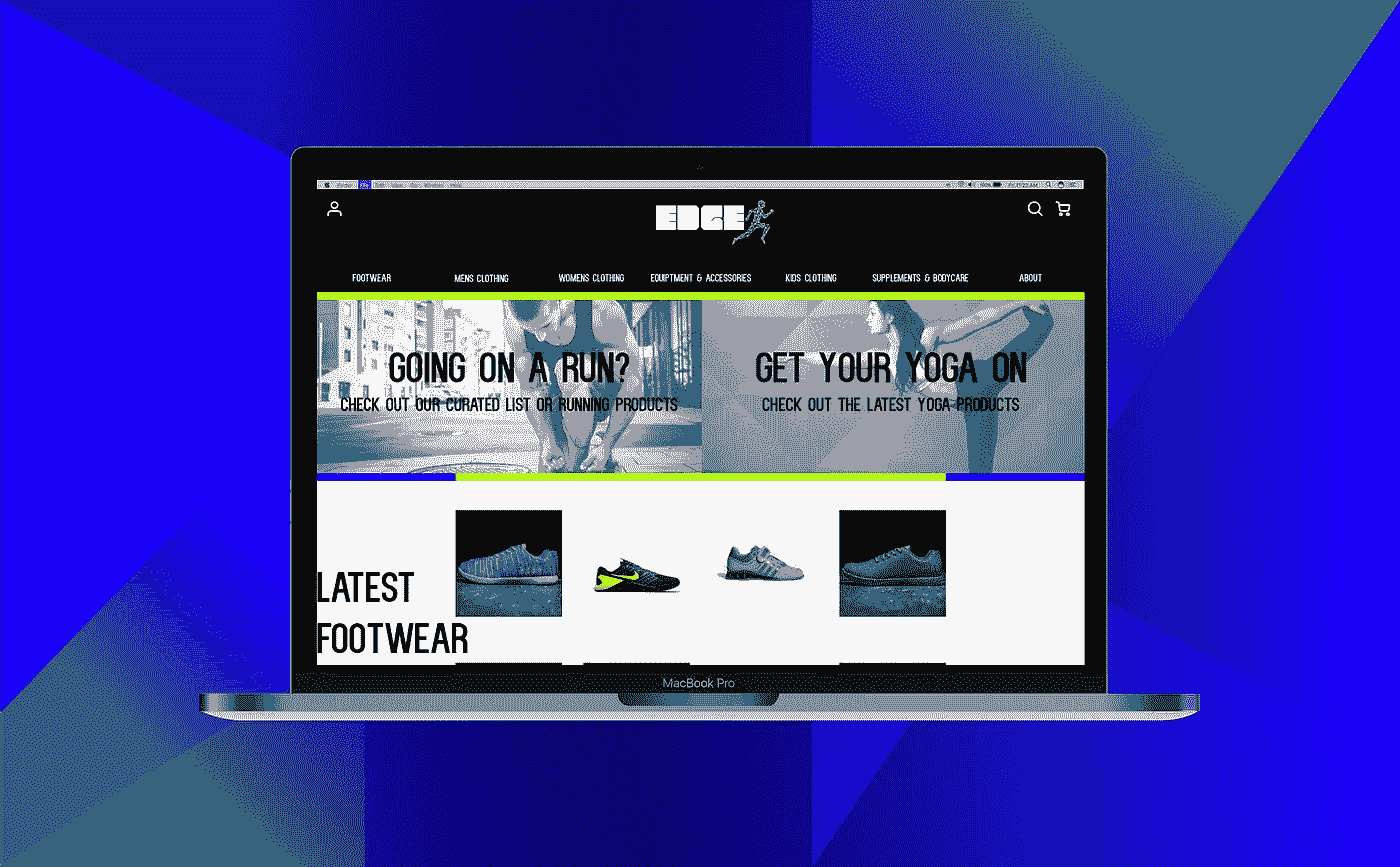 EDGE
FOOTWEAR MENS CLOTHING WOMENS CLOTHING EQUIPTMENT & ACCESSORIES KIDS CLOTHING SUPPLEMENTS & BODYCARE ABOUT
GOING ON A RUN? GET YOUR YOGA ON
CHECK OUT OUR CURATED LIST OR RUNNING PRODUCTS CHECK OUT THE LATEST YOGA PRODUCTS
LATEST
FOOTWEAR
MacBook Pro